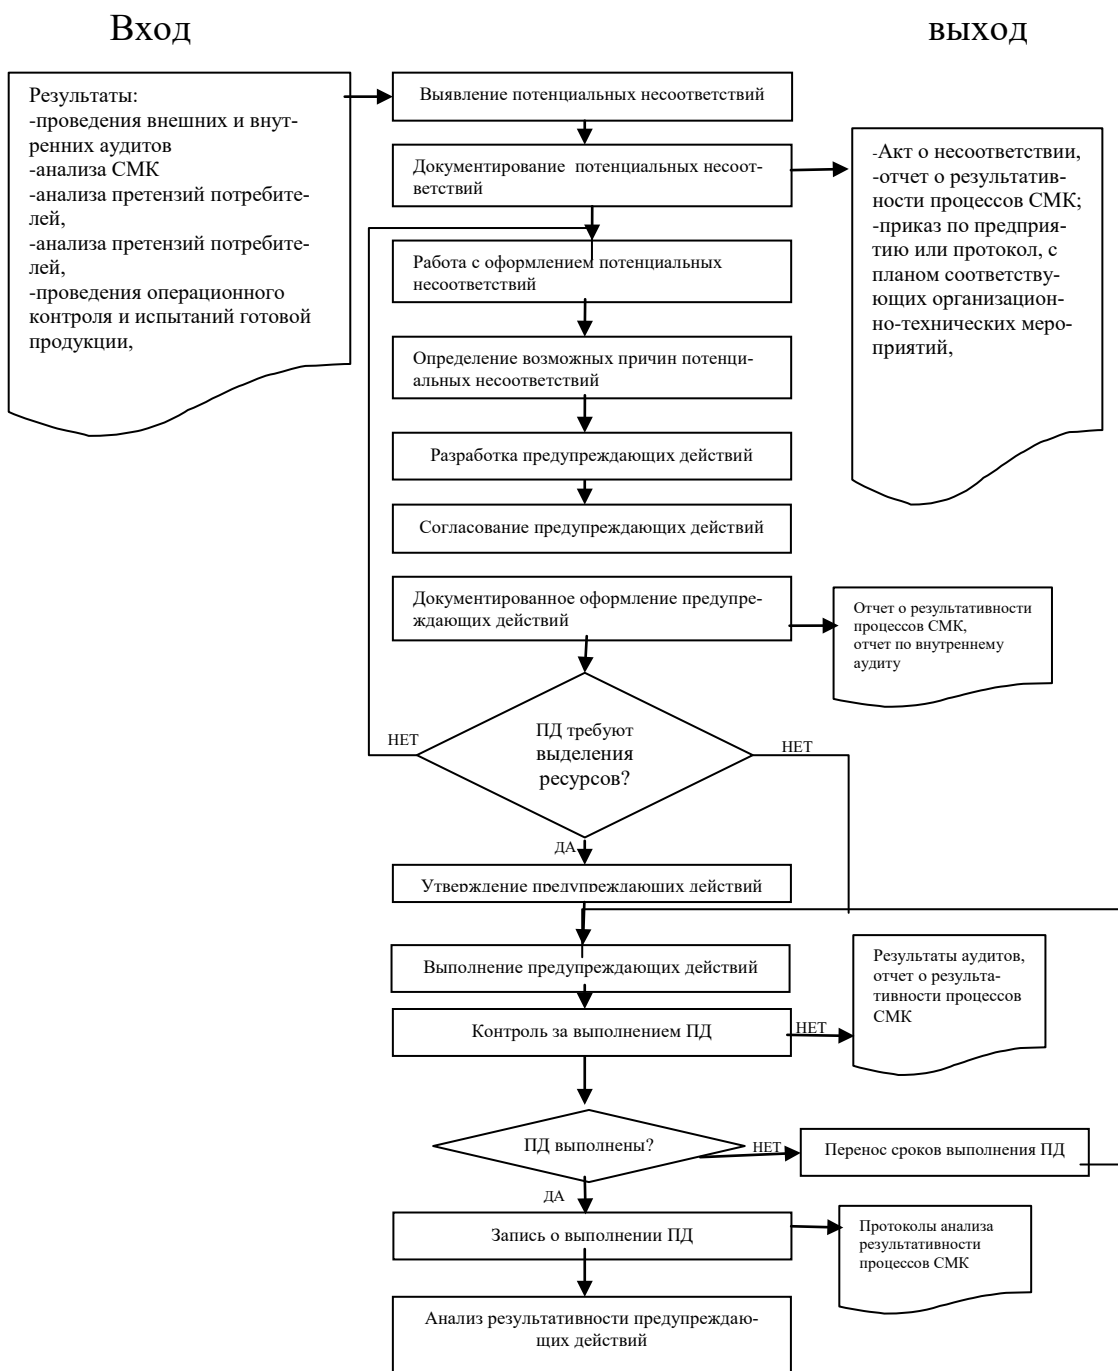 Вход
выход
Результаты:
-проведения внешних и внут-
ренних аудитов
-анализа СМК
-анализа претензий потребите-
лей,
-анализа претензий потребите-
лей,
-проведения операционного
контроля и испытаний готовой
продукции,
Выявление потенциальных несоответствий
Документирование потенциальных несоот-
ветствий
-Акт о несоответствии,
-отчет о результатив-
ности процессов СМК;
-приказ по предприя-
тию или протокол, с
планом соответству-
ющих организацион-
но-технических меро-
приятий,
Работа с оформлением потенциальных
несоответствий
Определение возможных причин потенци-
альных несоответствий
Разработка предупреждающих действий
Согласование предупреждающих действий
Документированное оформление предупре-
ждающих действий
Отчет о результативности
процессов СМК,
отчет по внутреннему
аудиту
НЕТ
ПД требуют
выделения
ресурсов?
НЕТ
ДА
Утверждение предупреждающих действий
Выполнение предупреждающих действий
Результаты аудитов,
отчет о результа-
тивности процессов
СМК
Контроль за выполнением ПД
НЕТ
ПД выполнены?
НЕТ
Перенос сроков выполнения ПД
ДА
Запись о выполнении ПД
Протоколы анализа
результативности
процессов СМК
Анализ результативности предупреждаю-
щих действий